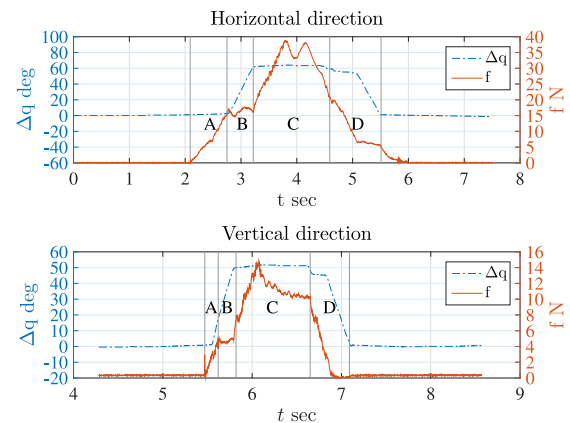 Horizontal direction
100
80
60
40
20
0
-20
-40
-60
Δq deg
40
35
30
25
20
15
10
5
0
f N
Δq
f
A B C D
0 1 2 3 4 5 6 7 8
t sec
Vertical direction
60
50
40
30
20
10
0
-10
-20
Δq deg
16
14
12
10
8
6
4
2
0
f N
Δq
f
A B C D
4 5 6 7 8 9
t sec